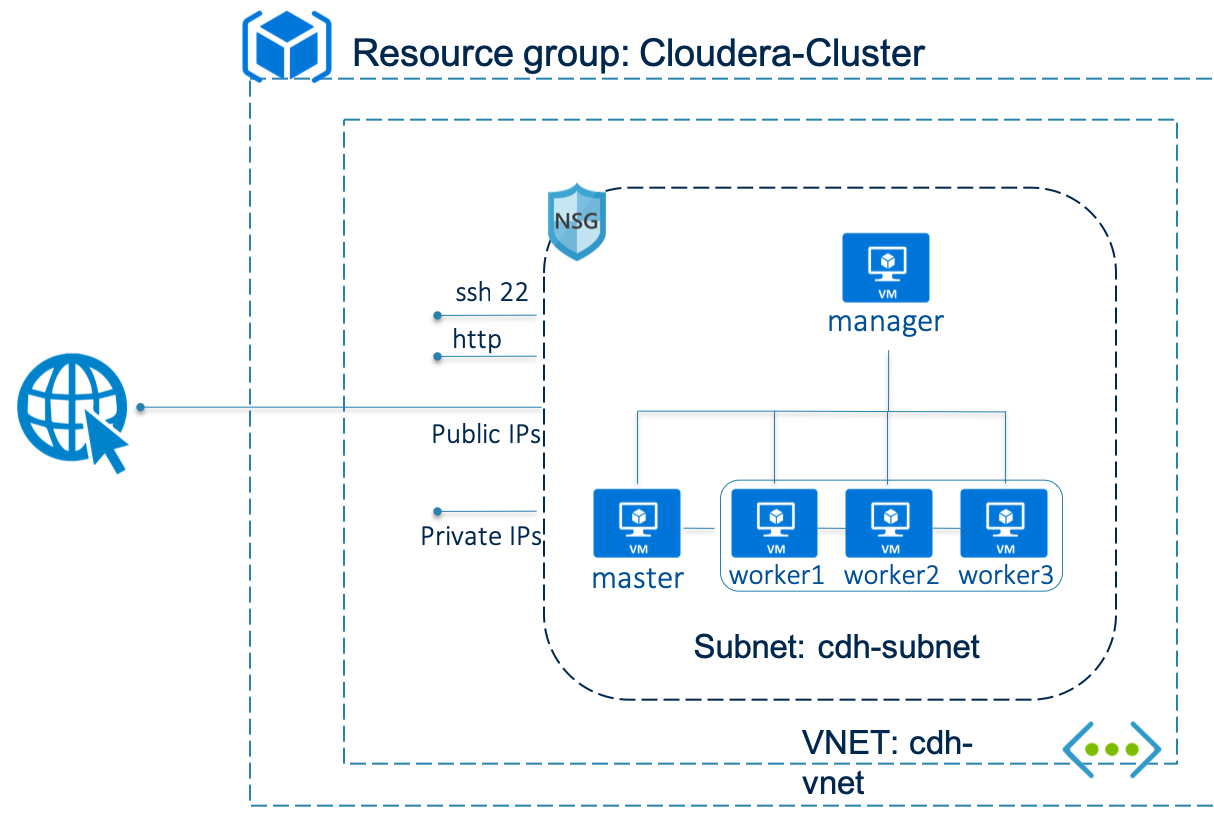 Resource group: Cloudera-Cluster
NSG
VM
manager
ssh 22
http
Public IPs
Private IPs
VM
master
VM
worker1
VM
worker2
VM
worker3
Subnet: cdh-subnet
VNET: cdh-
vnet